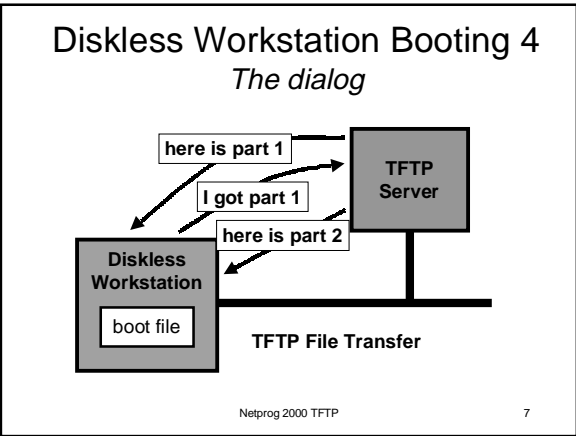 Diskless Workstation Booting 4
The dialog
here is part 1
TFTP
Server
I got part 1
here is part 2
Diskless
Workstation
boot file
TFTP File Transfer
Netprog 2000 TFTP
7